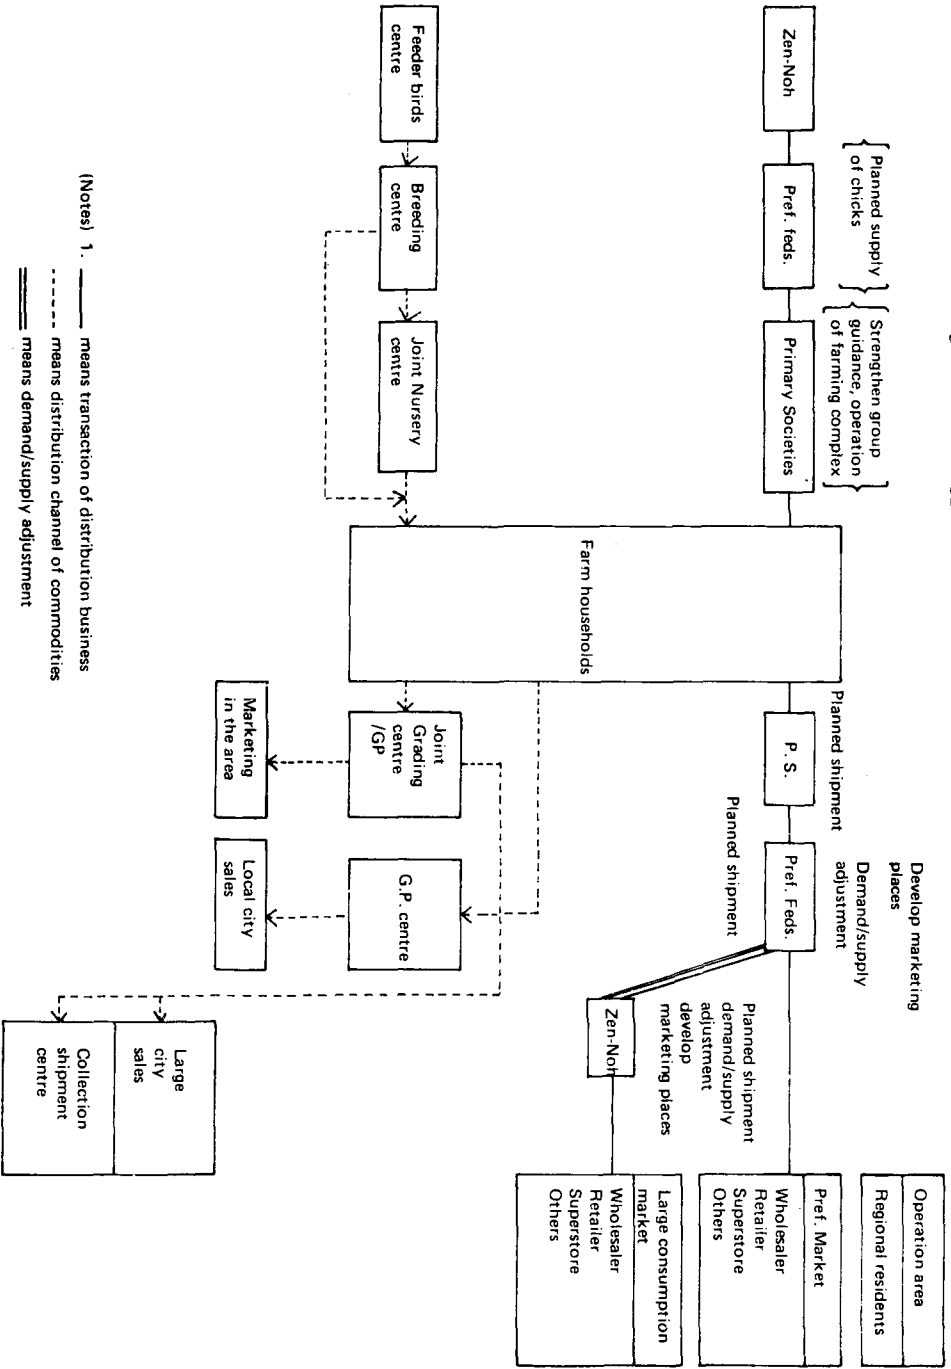 Zen-Noh
Planned supply
of chicks
Pref. feds.
Strengthen group
guidance, operation
of farming complex
Primary Societies
Feeder birds
centre
Breeding
centre
Joint Nursery
centre
Farm households
Planned shipment
P. S.
Planned shipment
Pref. Feds.
Develop marketing
places
Demand/supply
adjustment
Planned shipment
demand/supply
adjustment
develop
marketing places
Zen-Noh
Operation area
Regional residents
Pref. Market
Wholesaler
Retailer
Superstore
Others
Large consumption
market
Wholesaler
Retailer
Superstore
Others
Joint
Grading
centre
/GP
G.P. centre
Marketing
in the area
Local city
sales
Large
city
sales
Collection
shipment
centre
(Notes) 1. means transaction of distribution business
means distribution channel of commodities
means demand/supply adjustment